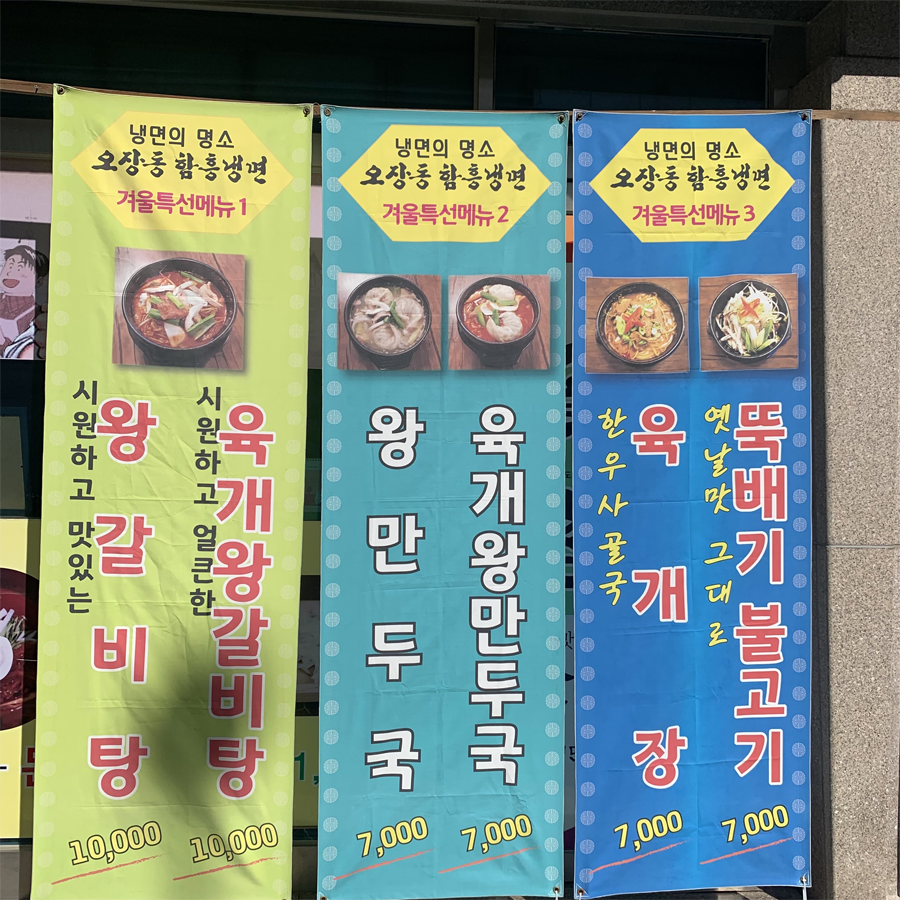 냉면의 명소
오장동 함흥냉면
겨울특선메뉴 1
시원하고 맛있는
왕갈비탕
10,000
시원하고 얼큰한
육개왕갈비탕
10,000
냉면의 명소
오장동 함흥냉면
겨울특선메뉴 2
왕만두국
7,000
육개왕만두국
7,000
냉면의 명소
오장동 함흥냉면
겨울특선메뉴 3
한우사골국
육개장
7,000
옛날맛 그대로
뚝배기불고기
7,000